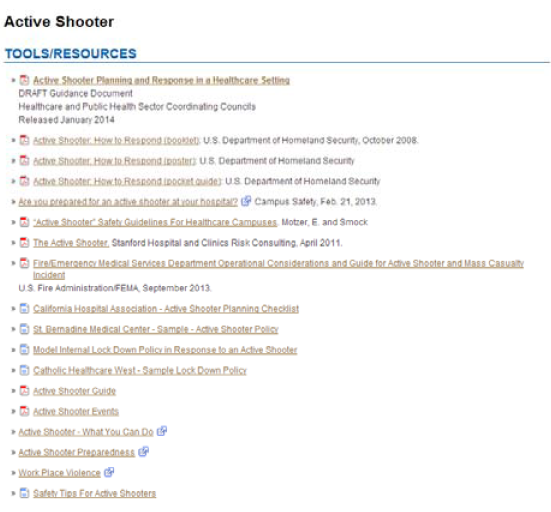 Active Shooter
TOOLS/RESOURCES
» Active Shooter Planning and Response in a Healthcare Setting
DRAFT Guidance Document
Healthcare and Public Health Sector Coordinating Councils
Released January 2014
» Active Shooter: How to Respond (booklet); U.S. Department of Homeland Security, October 2008.
» Active Shooter: How to Respond (poster); U.S. Department of Homeland Security
» Active Shooter: How to Respond (pocket guide); U.S. Department of Homeland Security
» Are you prepared for an active shooter at your hospital? Campus Safety, Feb. 21, 2013.
» "Active Shooter" Safety Guidelines For Healthcare Campuses. Motzer, E. and Smock
» The Active Shooter. Stanford Hospital and Clinics Risk Consulting, April 2011.
» Fire/Emergency Medical Services Department Operational Considerations and Guide for Active Shooter and Mass Casualty
Incident
U.S. Fire Administration/FEMA, September 2013.
» California Hospital Association - Active Shooter Planning Checklist
» St. Bernadine Medical Center - Sample - Active Shooter Policy
» Model Internal Lock Down Policy in Response to an Active Shooter
» Catholic Healthcare West - Sample Lock Down Policy
» Active Shooter Guide
» Active Shooter Events
» Active Shooter - What You Can Do
» Active Shooter Preparedness
» Work Place Violence
» Safety Tips For Active Shooters